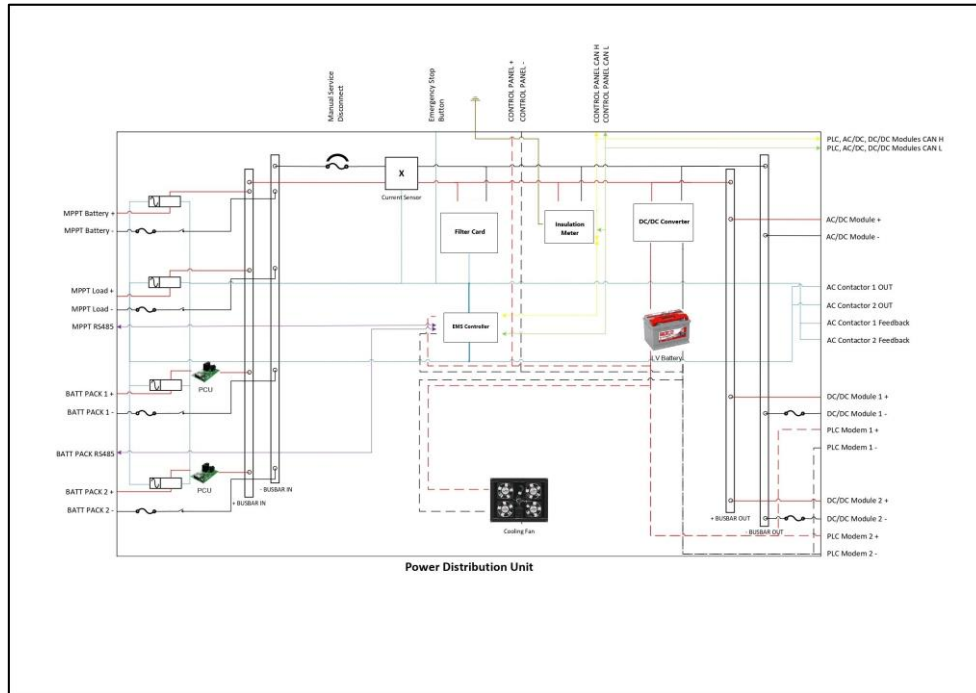 Manual Service
Disconnect
Emergency Stop
Button
CONTROL PANEL +
CONTROL PANEL -
CONTROL PANEL CAN H
CONTROL PANEL CAN L
PLC, AC/DC, DC/DC Modules CAN H
PLC, AC/DC, DC/DC Modules CAN L
X
Current Sensor
MPPT Battery +
MPPT Battery -
Filter Card
Insulation
Meter
DC/DC Converter
AC/DC Module +
AC/DC Module -
MPPT Load +
MPPT Load -
MPPT RS485
EMS Controller
LV Battery
AC Contactor 1 OUT
AC Contactor 2 OUT
AC Contactor 1 Feedback
AC Contactor 2 Feedback
PCU
BATT PACK 1 +
BATT PACK 1 -
BATT PACK RS485
PCU
BATT PACK 2 +
BATT PACK 2 -
- BUSBAR IN
+ BUSBAR IN
Cooling Fan
DC/DC Module 1 +
DC/DC Module 1 -
PLC Modem 1 +
PLC Modem 1 -
DC/DC Module 2 +
DC/DC Module 2 -
PLC Modem 2 +
PLC Modem 2 -
+ BUSBAR OUT
- BUSBAR OUT
Power Distribution Unit